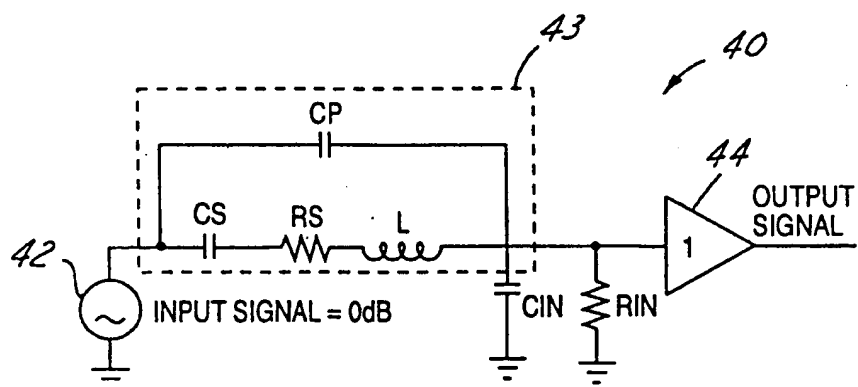 43
40
CP
44
OUTPUT
SIGNAL
CS
RS
L
1
42
INPUT SIGNAL = 0dB
CIN
RIN